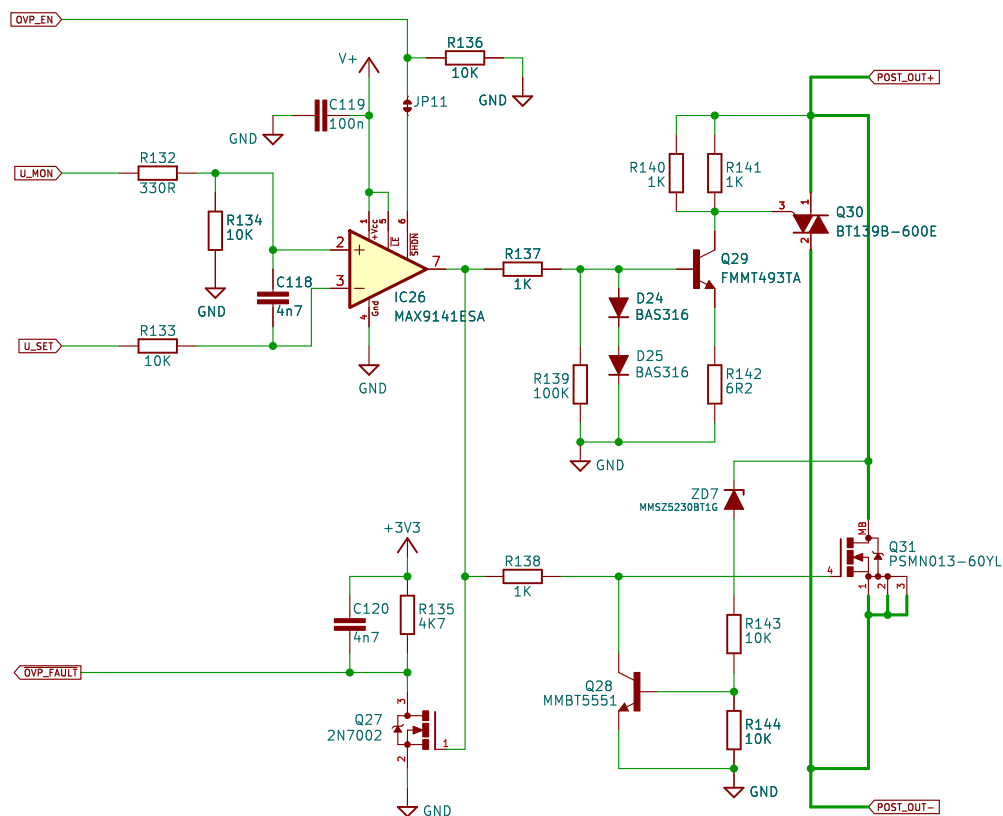 OVP_EN
V+
R136
10K
GND
POST_OUT+
C119
100n
GND
JP11
R132
330R
U_MON
R134
10K
GND
C118
4n7
R133
10K
U_SET
1
5
6
+Vcc
LE
SHDN
2
+
3
−
7
4
Gnd
IC26
MAX9141ESA
GND
R137
1K
R140
1K
R141
1K
3
1
2
Q30
BT139B-600E
Q29
FMMT493TA
D24
BAS316
D25
BAS316
R139
100K
R142
6R2
GND
ZD7
MMSZ5230BT1G
MB
Q31
PSMN013-60YL
4
1
2
3
+3V3
R138
1K
C120
4n7
R135
4K7
R143
10K
OVP_FAULT
Q28
MMBT5551
R144
10K
3
Q27
2N7002
1
2
GND
GND
POST_OUT-